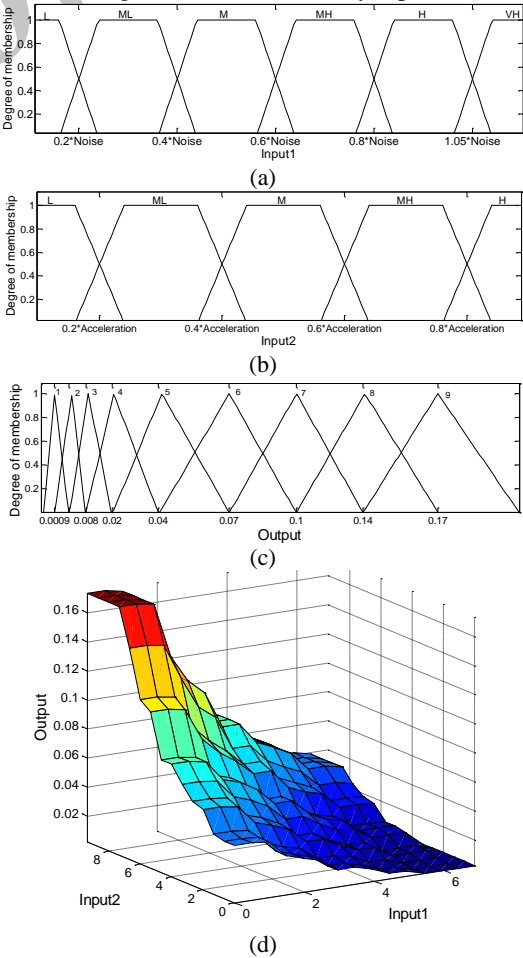 L ML M MH H VH
1
0.8
0.6
0.4
0.2
Degree of membership
0.2*Noise 0.4*Noise 0.6*Noise 0.8*Noise 1.05*Noise
Input1
(a)
L ML M MH H
1
0.8
0.6
0.4
0.2
Degree of membership
0.2*Acceleration 0.4*Acceleration 0.6*Acceleration 0.8*Acceleration
Input2
(b)
1 2 3 4 5 6 7 8 9
1
0.8
0.6
0.4
0.2
Degree of membership
0.0009 0.008 0.02 0.04 0.07 0.1 0.14 0.17
Output
(c)
0.16
0.14
0.12
0.1
0.08
0.06
0.04
0.02
Output
8
6
4
2
0
Input2
0
2
4
6
Input1
(d)